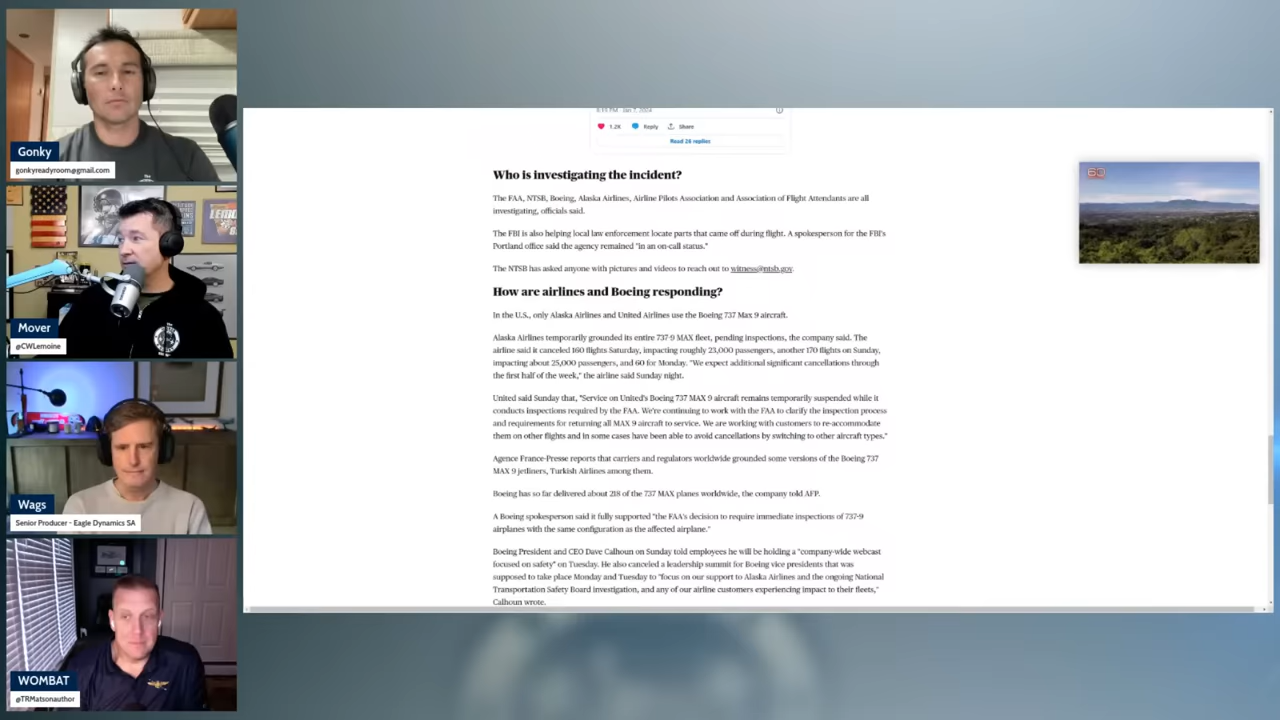 Gonky
gonkyreadyroom@gmail.com
Mover
@CWLemoine
Wags
Senior Producer - Eagle Dynamics SA
WOMBAT
@TRMatsonauthor
8:15 PM · Jan 7, 2024
1.2K Reply Share
Read 28 replies
Who is investigating the incident?
The FAA, NTSB, Boeing, Alaska Airlines, Airline Pilots Association and Association of Flight Attendants are all
investigating, officials said.
The FBI is also helping local law enforcement locate parts that came off during flight. A spokesperson for the FBI's
Portland office said the agency remained "in an on-call status."
The NTSB has asked anyone with pictures and videos to reach out to witness@ntsb.gov.
How are airlines and Boeing responding?
In the U.S., only Alaska Airlines and United Airlines use the Boeing 737 Max 9 aircraft.
Alaska Airlines temporarily grounded its entire 737-9 MAX fleet, pending inspections, the company said. The
airline said it canceled 160 flights Saturday, impacting roughly 23,000 passengers, another 170 flights on Sunday,
impacting about 25,000 passengers, and 60 for Monday. "We expect additional significant cancellations through
the first half of the week," the airline said Sunday night.
United said Sunday that, "Service on United's Boeing 737 MAX 9 aircraft remains temporarily suspended while it
conducts inspections required by the FAA. We're continuing to work with the FAA to clarify the inspection process
and requirements for returning all MAX 9 aircraft to service. We are working with customers to re-accommodate
them on other flights and in some cases have been able to avoid cancellations by switching to other aircraft types."
Agence France-Presse reports that carriers and regulators worldwide grounded some versions of the Boeing 737
MAX 9 jetliners, Turkish Airlines among them.
Boeing has so far delivered about 218 of the 737 MAX planes worldwide, the company told AFP.
A Boeing spokesperson said it fully supported "the FAA's decision to require immediate inspections of 737-9
airplanes with the same configuration as the affected airplane."
Boeing President and CEO Dave Calhoun on Sunday told employees he will be holding a "company-wide webcast
focused on safety" on Tuesday. He also canceled a leadership summit for Boeing vice presidents that was
supposed to take place Monday and Tuesday to "focus on our support to Alaska Airlines and the ongoing National
Transportation Safety Board investigation, and any of our airline customers experiencing impact to their fleets,"
Calhoun wrote.
60